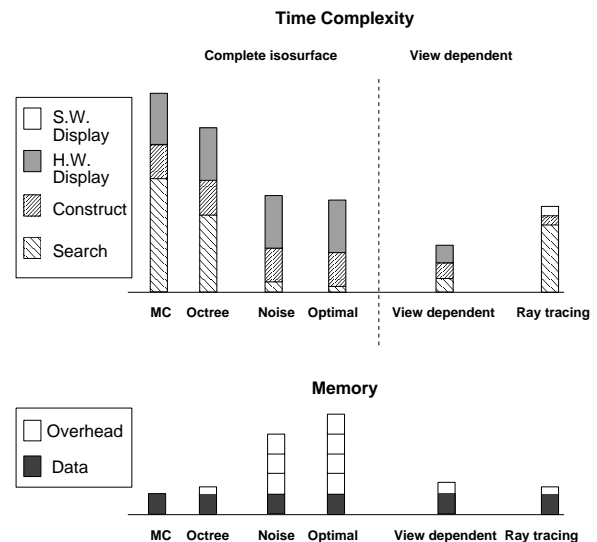 Time Complexity
Complete isosurface
View dependent
S.W.
Display
H.W.
Display
Construct
Search
MC
Octree
Noise
Optimal
View dependent
Ray tracing
Memory
Overhead
Data
MC
Octree
Noise
Optimal
View dependent
Ray tracing